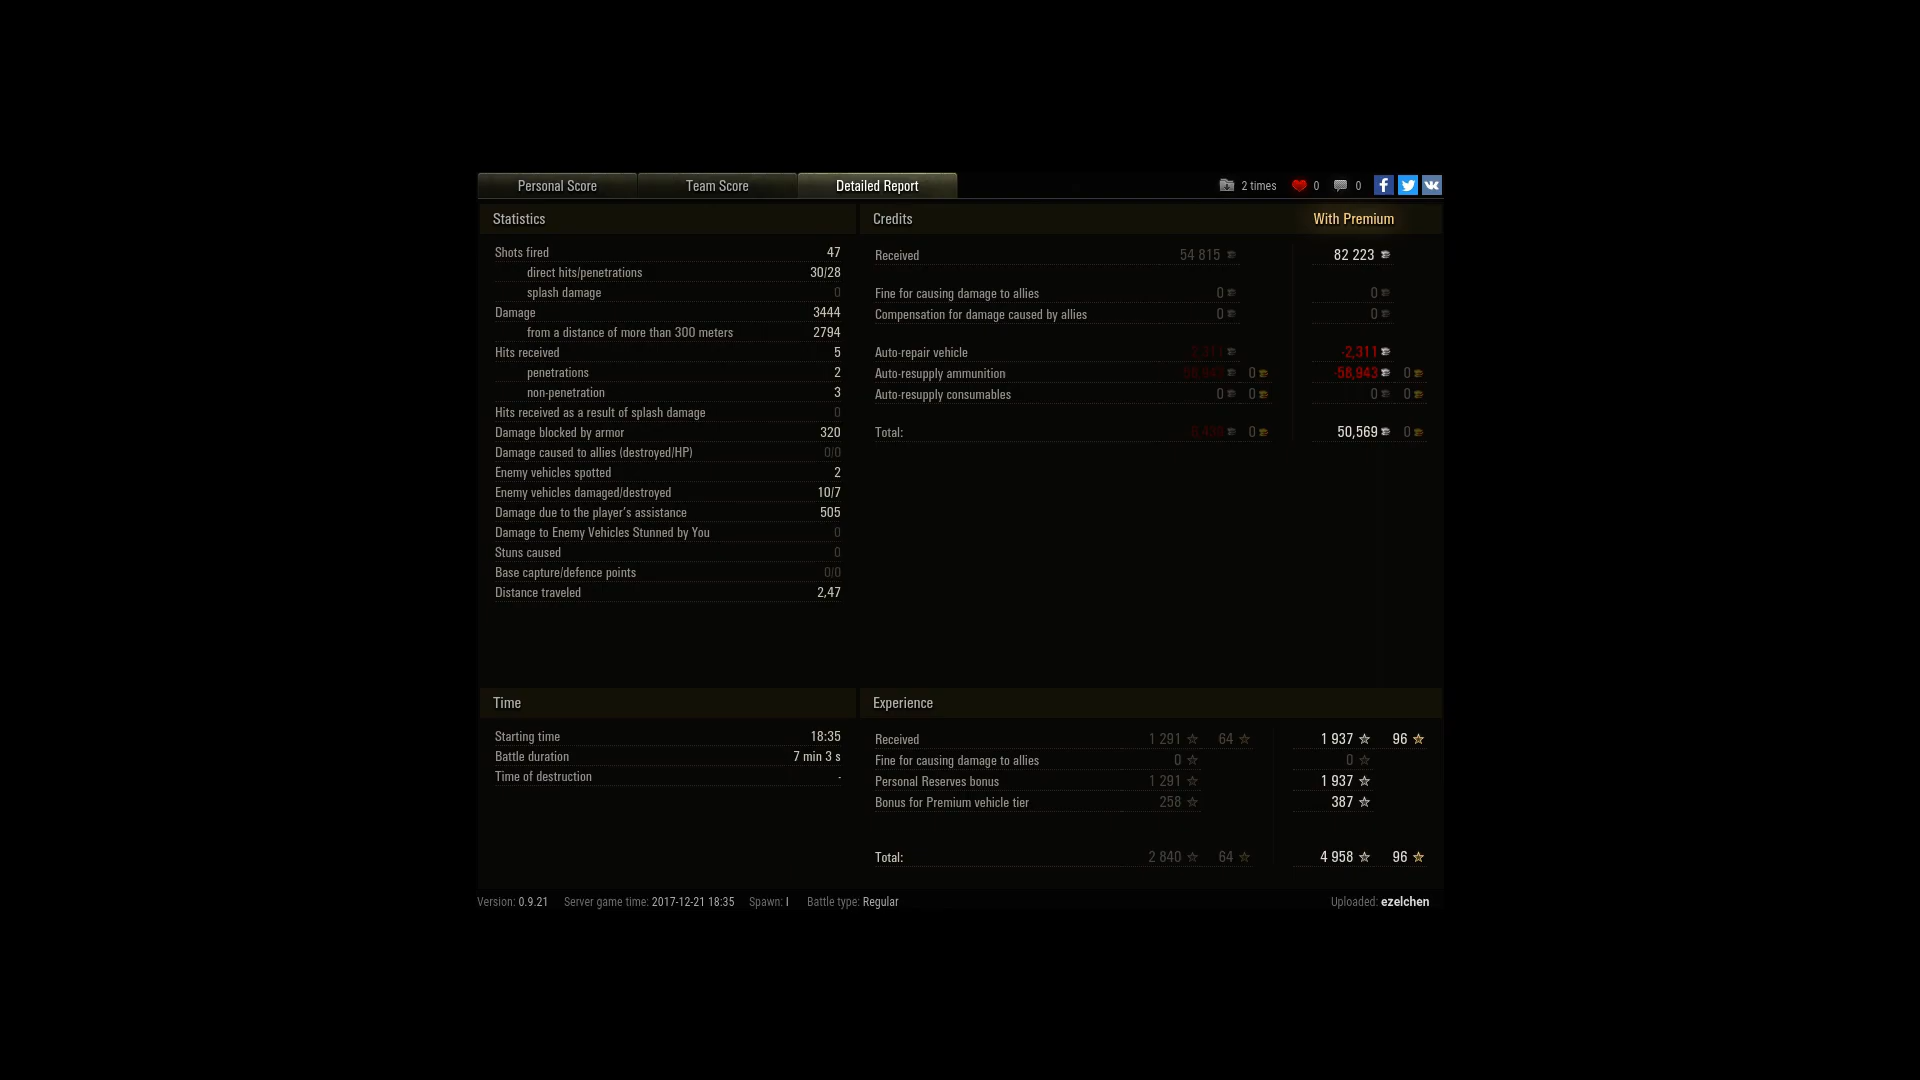 Personal Score Team Score Detailed Report 2 times 0 0
Statistics
Shots fired 47
direct hits/penetrations 30/28
splash damage 0
Damage 3444
from a distance of more than 300 meters 2794
Hits received 5
penetrations 2
non-penetration 3
Hits received as a result of splash damage 0
Damage blocked by armor 320
Damage caused to allies (destroyed/HP) 0/0
Enemy vehicles spotted 2
Enemy vehicles damaged/destroyed 10/7
Damage due to the player's assistance 505
Damage to Enemy Vehicles Stunned by You 0
Stuns caused 0
Base capture/defence points 0/0
Distance traveled 2,47
Credits With Premium
Received 54 815 82 223
Fine for causing damage to allies 0 0
Compensation for damage caused by allies 0 0
Auto-repair vehicle -2,311 -2,311
Auto-resupply ammunition 0 -58,943 0
Auto-resupply consumables 0 0 0 0
Total: 0 50,569 0
Time
Starting time 18:35
Battle duration 7 min 3 s
Time of destruction -
Experience
Received 1 291 64 1 937 96
Fine for causing damage to allies 0 0
Personal Reserves bonus 1 291 1 937
Bonus for Premium vehicle tier 258 387
Total: 2 840 64 4 958 96
Version: 0.9.21 Server game time: 2017-12-21 18:35 Spawn: I Battle type: Regular Uploaded: ezelchen